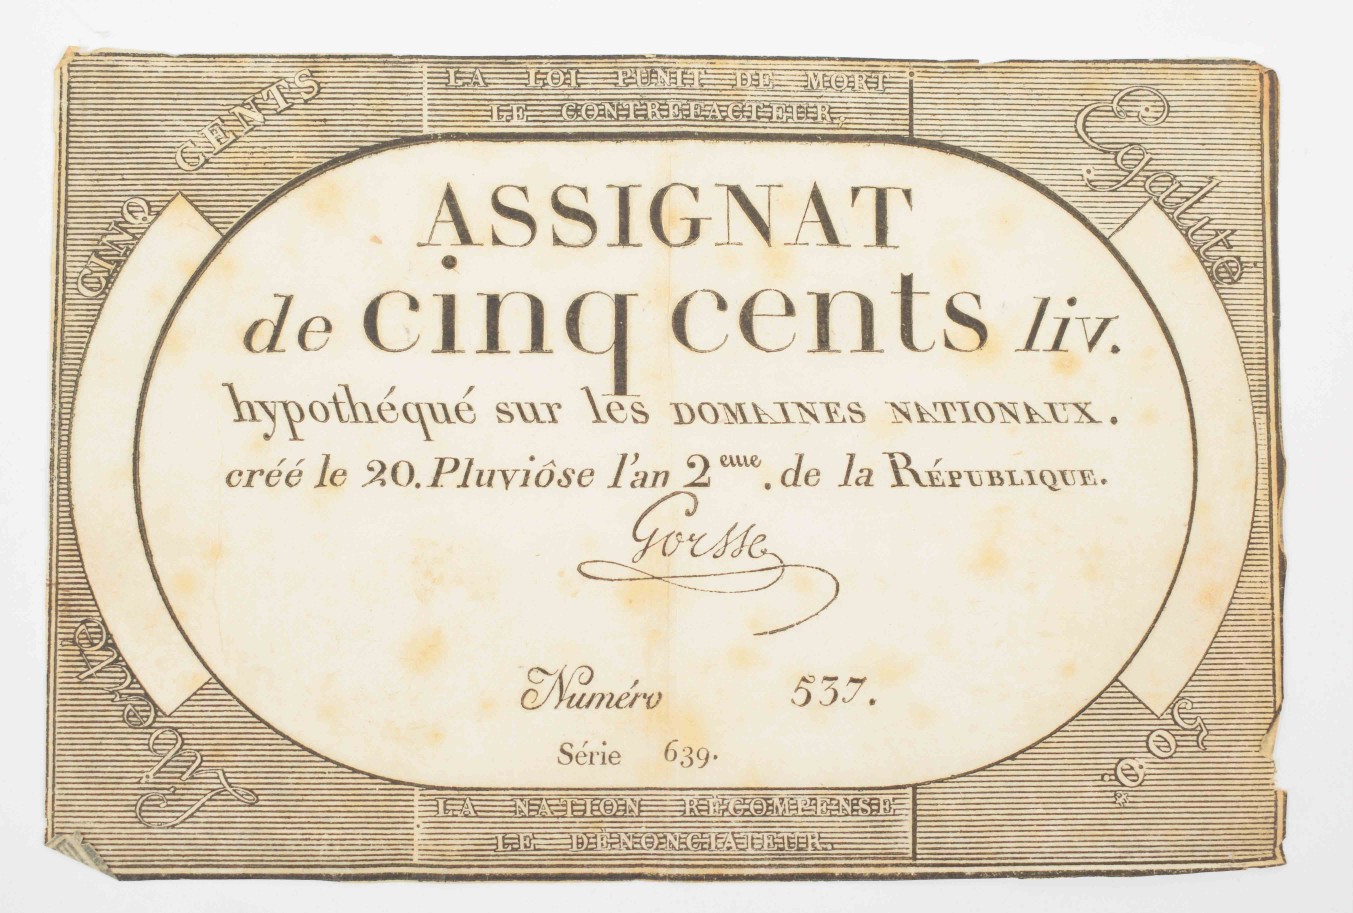 LA LOI PUNIT DE MORT
LE CONTREFACTEUR.
CINQ CENTS
Egalité
ASSIGNAT
de cinq cents liv.
hypothéqué sur les DOMAINES NATIONAUX.
créé le 20. Pluviôse l'an 2eme. de la RÉPUBLIQUE.
Gorsse
Numéro 537.
Série 639.
Liberté
500.
LA NATION RÉCOMPENSE
LE DÉNONCIATEUR.